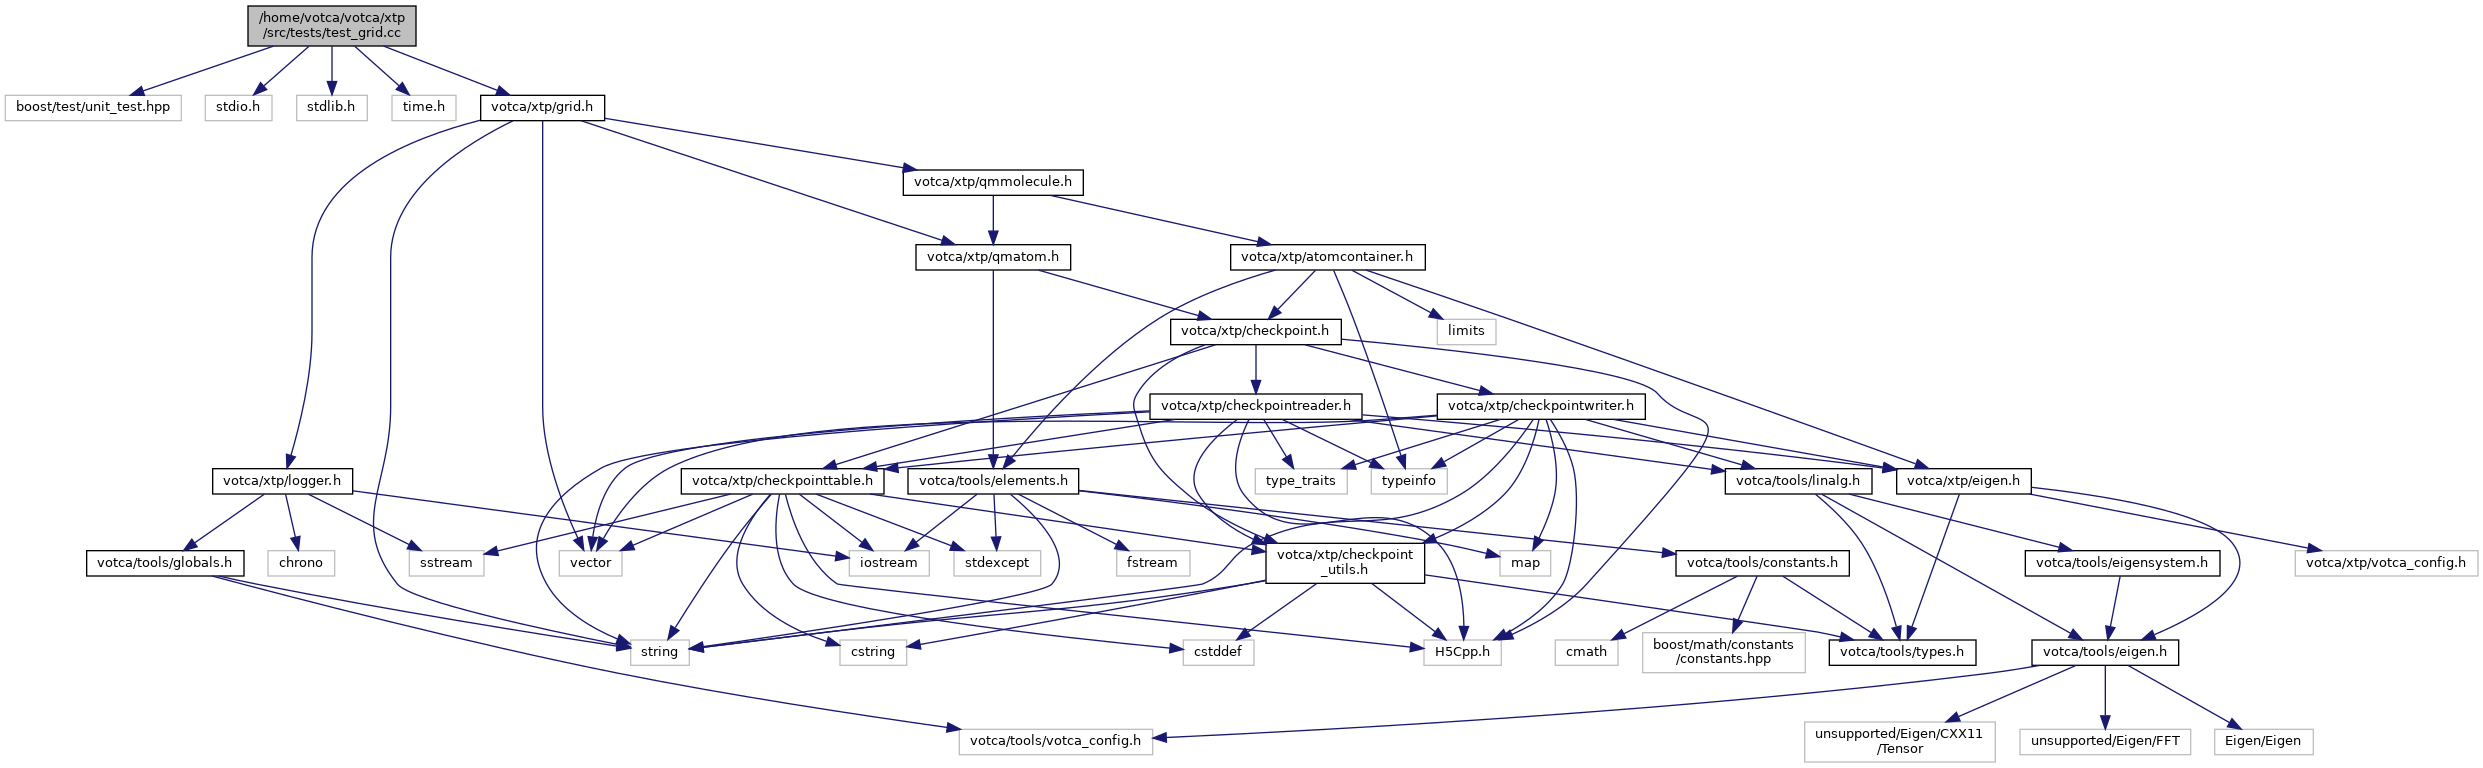 /home/votca/votca/xtp
/src/tests/test_grid.cc
boost/test/unit_test.hpp
stdio.h
stdlib.h
time.h
votca/xtp/grid.h
votca/xtp/qmmolecule.h
votca/xtp/qmatom.h
votca/xtp/atomcontainer.h
votca/xtp/checkpoint.h
limits
votca/xtp/checkpointreader.h
votca/xtp/checkpointwriter.h
votca/xtp/logger.h
votca/xtp/checkpointtable.h
votca/tools/elements.h
type_traits
typeinfo
votca/tools/linalg.h
votca/xtp/eigen.h
votca/tools/globals.h
chrono
sstream
vector
iostream
stdexcept
fstream
votca/xtp/checkpoint
_utils.h
map
votca/tools/constants.h
votca/tools/eigensystem.h
votca/xtp/votca_config.h
string
cstring
cstddef
H5Cpp.h
cmath
boost/math/constants
/constants.hpp
votca/tools/types.h
votca/tools/eigen.h
votca/tools/votca_config.h
unsupported/Eigen/CXX11
/Tensor
unsupported/Eigen/FFT
Eigen/Eigen